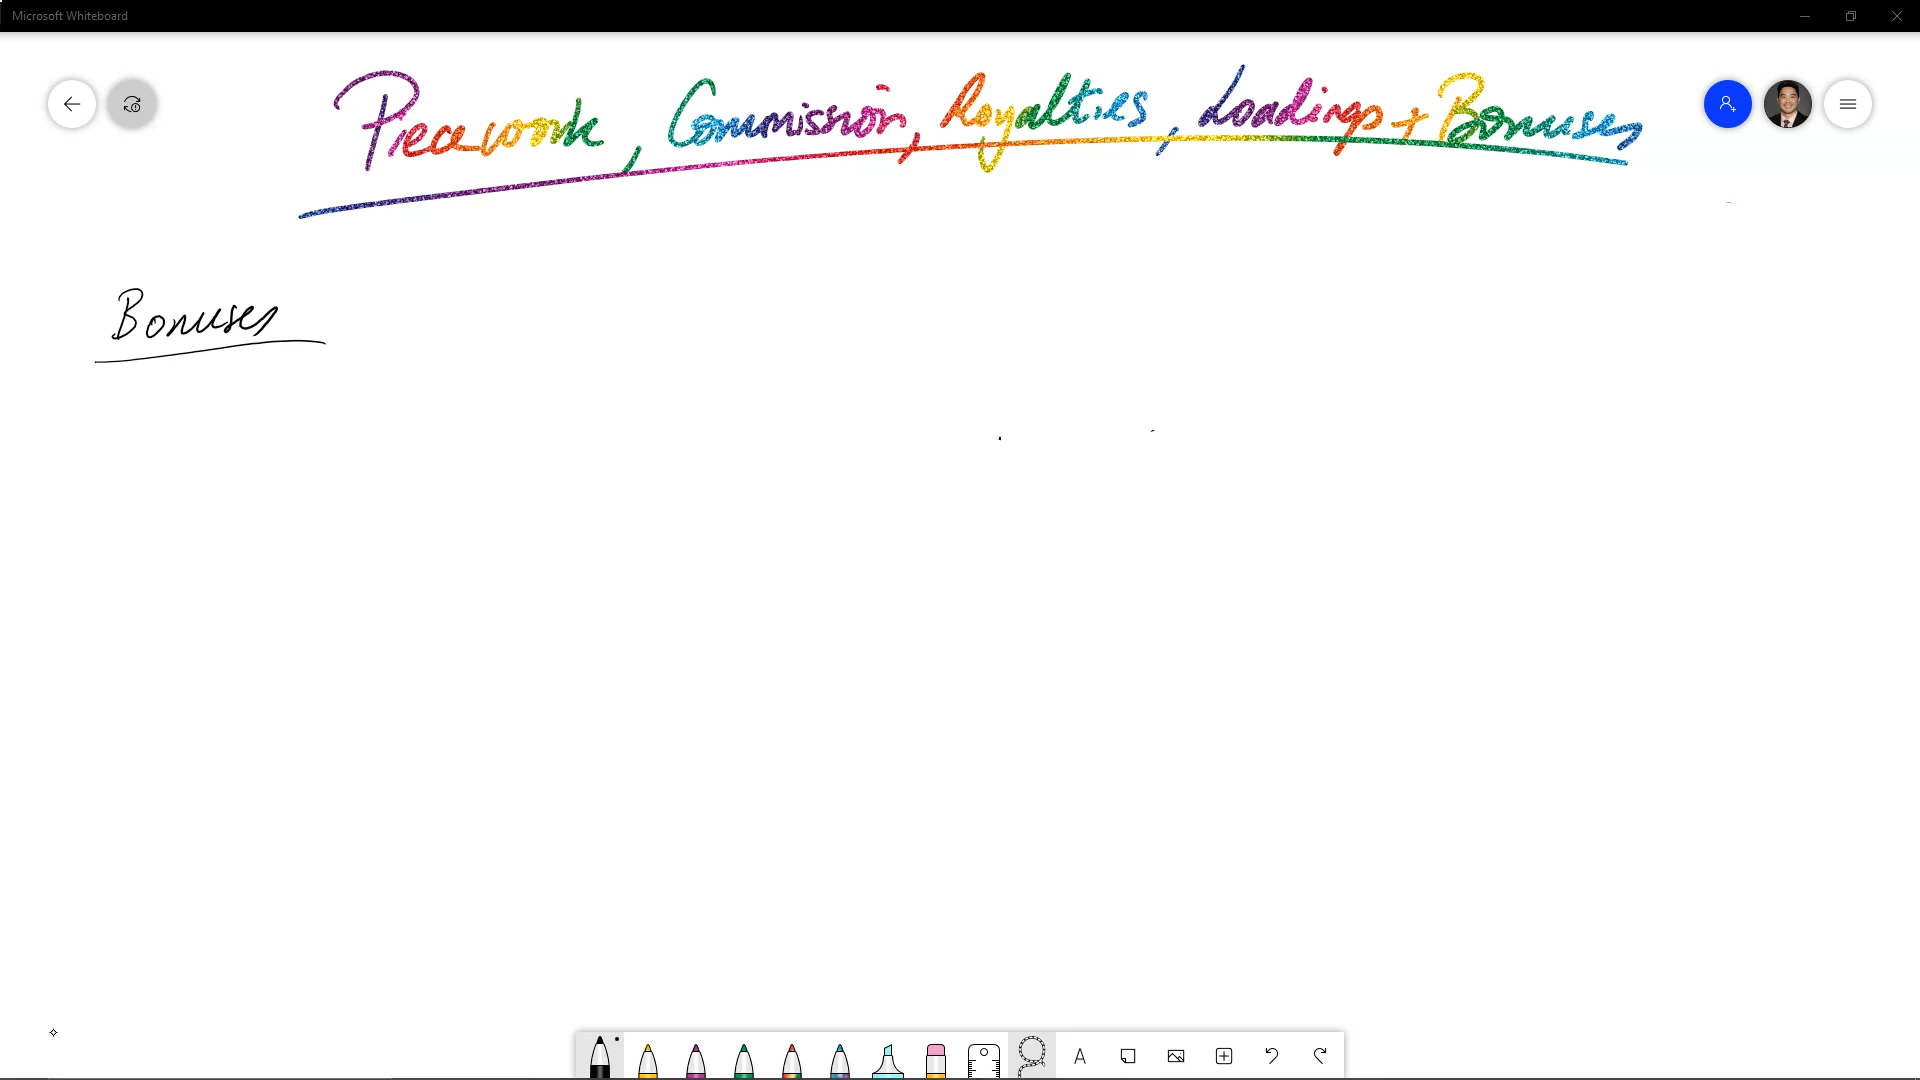 Microsoft Whiteboard
Piecework, Commission, Royalties, Loadings + Bonuses
Bonuses
A